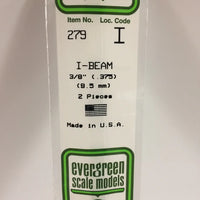 Item No. Loc. Code
279 I
I-BEAM
3/8" (.375)
(9.5 mm)
2 Pieces
Made in U.S.A.
evergreen
scale models